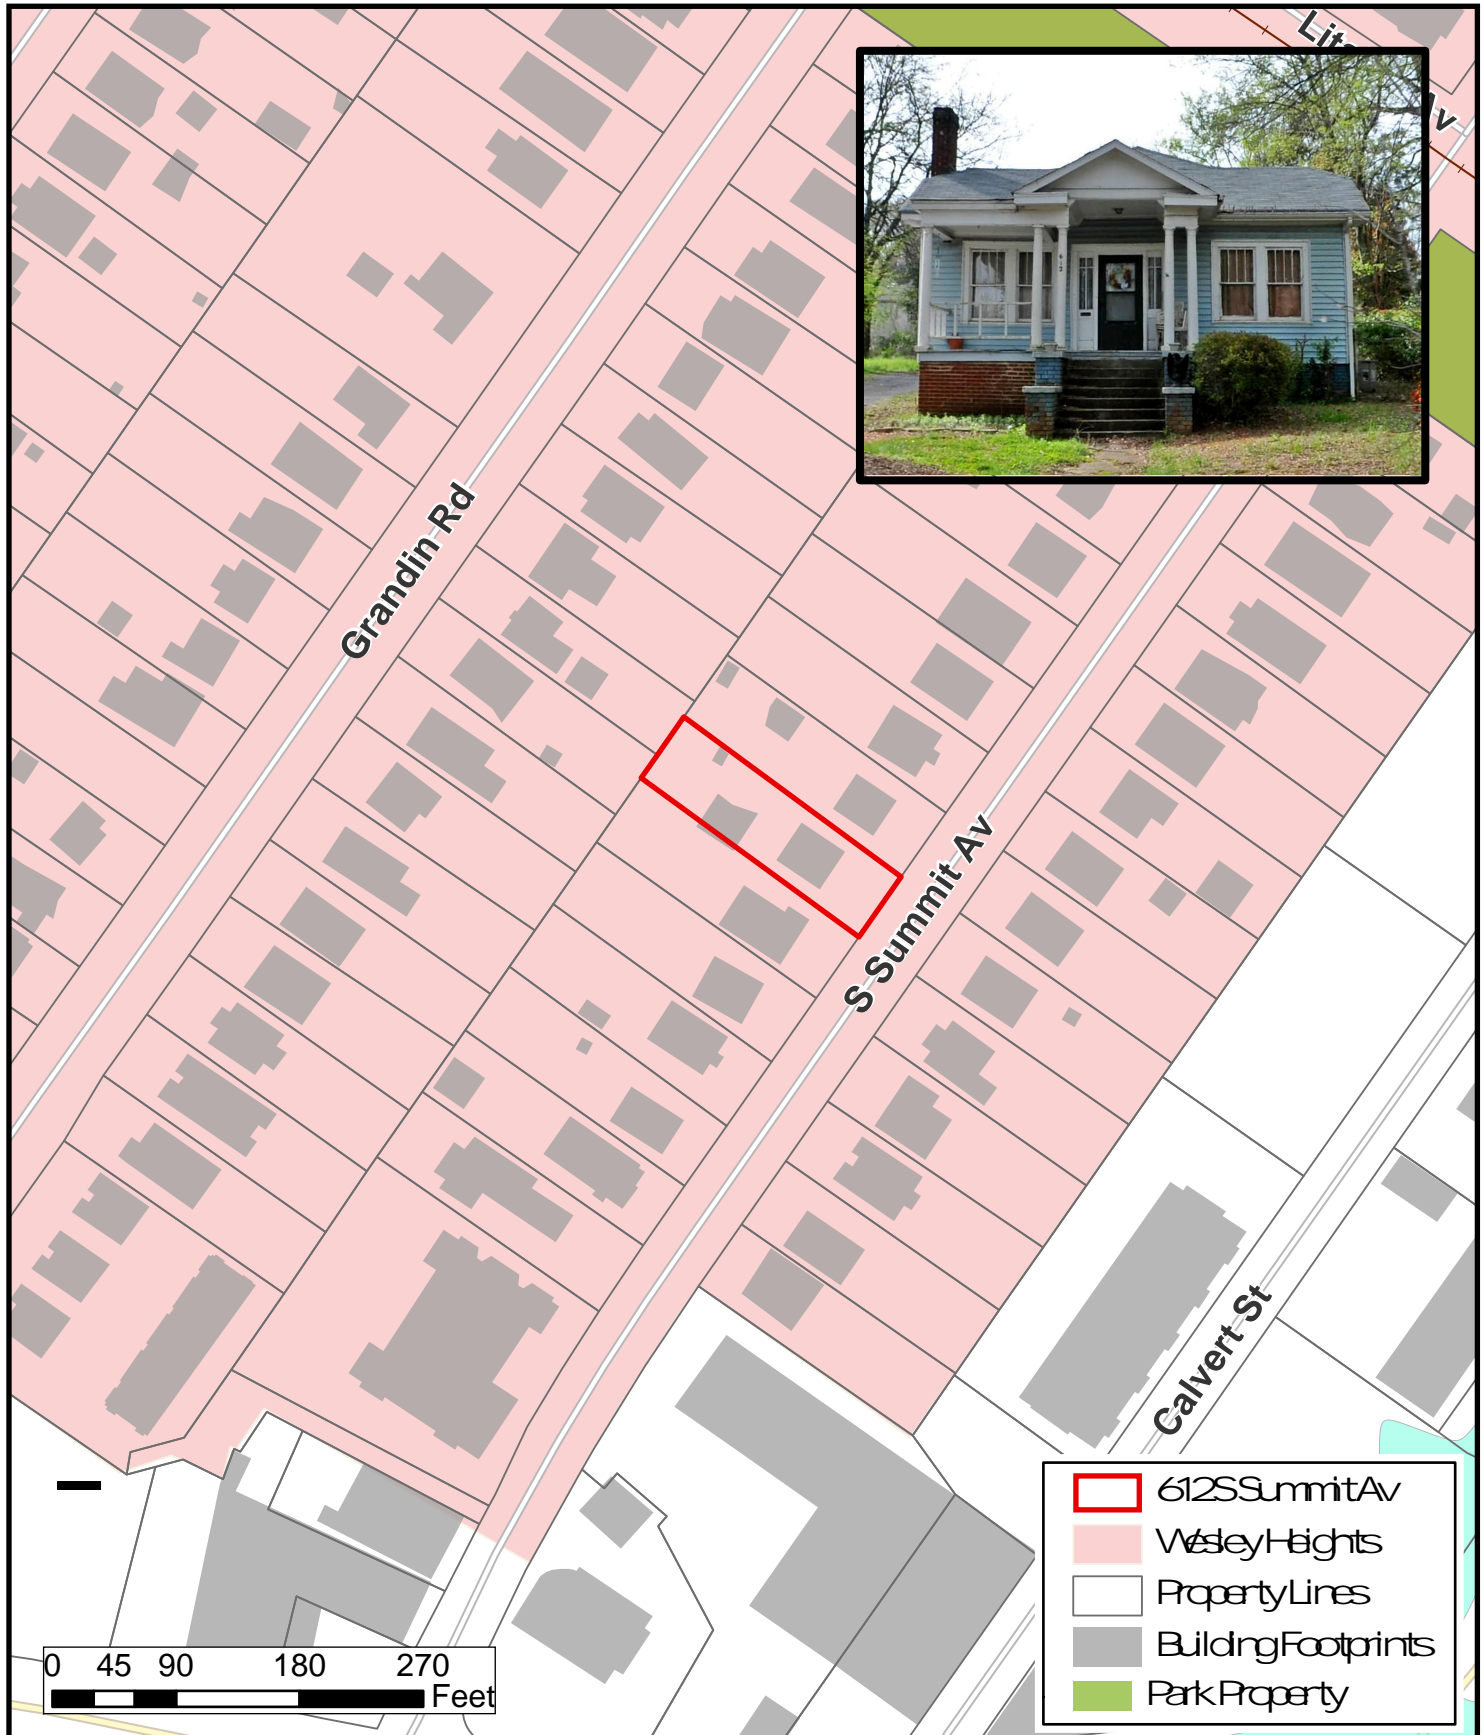 Grandin Rd
S Summit Av
Calvert St
612
612 S Summit Av
Wesley Heights
Property Lines
Building Footprints
Park Property
0 45 90 180 270
Feet